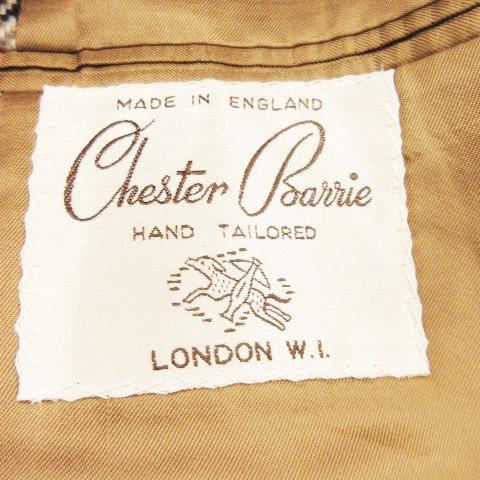 MADE IN ENGLAND
Chester Barrie
HAND TAILORED
LONDON W.I.